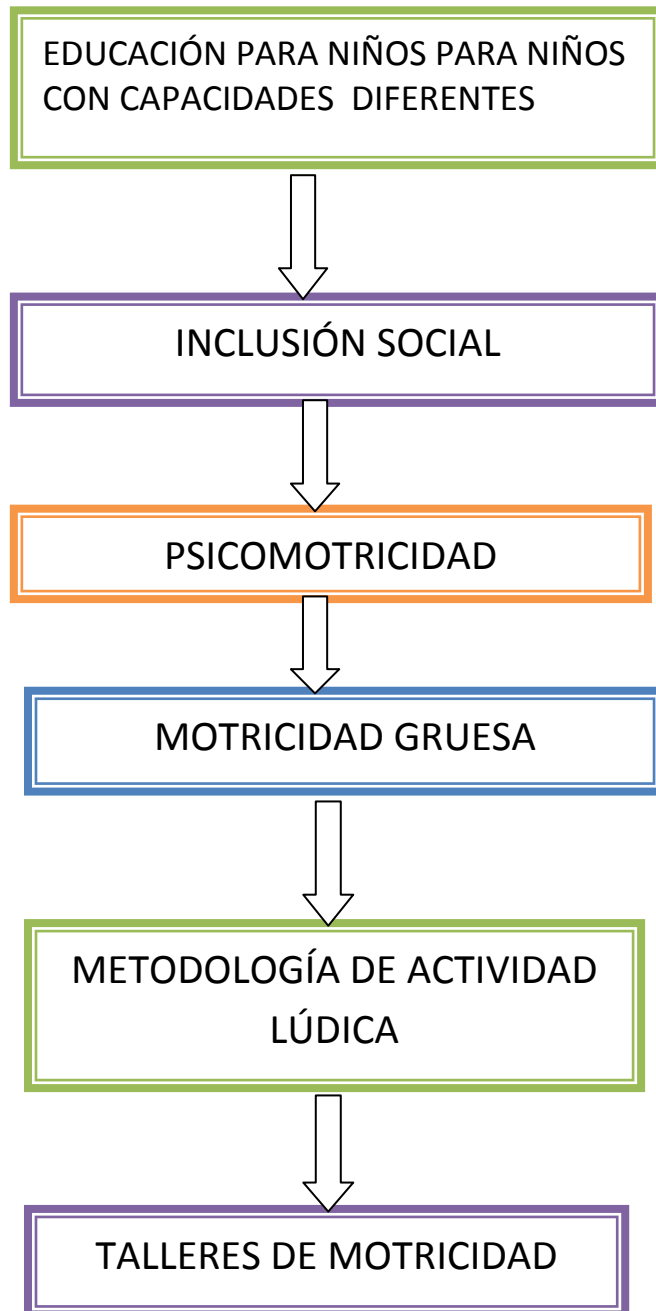 EDUCACIÓN PARA NIÑOS PARA NIÑOS
CON CAPACIDADES DIFERENTES
INCLUSIÓN SOCIAL
PSICOMOTRICIDAD
MOTRICIDAD GRUESA
METODOLOGÍA DE ACTIVIDAD
LÚDICA
TALLERES DE MOTRICIDAD